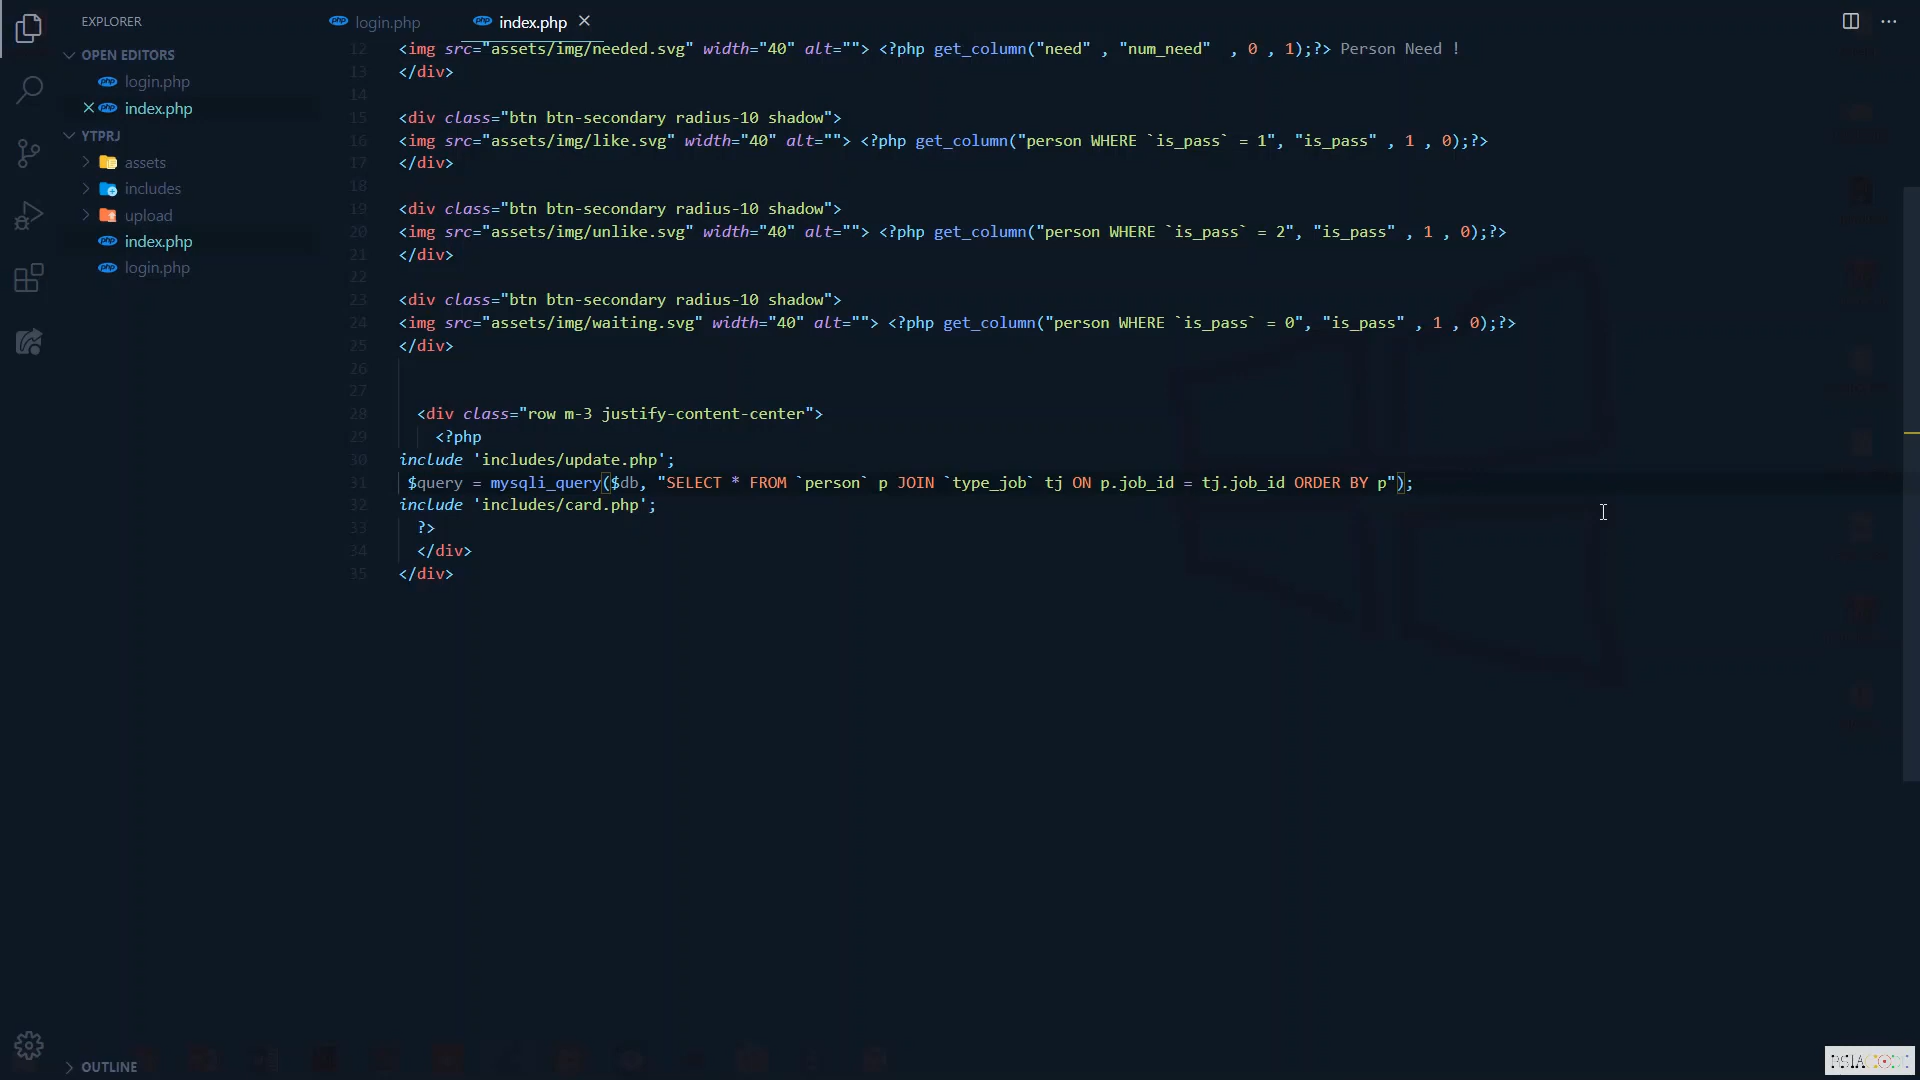 EXPLORER
OPEN EDITORS
login.php
index.php
YTPRJ
assets
includes
upload
index.php
login.php
OUTLINE
login.php
index.php
12 <img src="assets/img/needed.svg" width="40" alt=""> <?php get_column("need" , "num_need"  , 0 , 1);?> Person Need !
13 </div>
14
15 <div class="btn btn-secondary radius-10 shadow">
16 <img src="assets/img/like.svg" width="40" alt=""> <?php get_column("person WHERE `is_pass` = 1", "is_pass" , 1 , 0);?>
17 </div>
18
19 <div class="btn btn-secondary radius-10 shadow">
20 <img src="assets/img/unlike.svg" width="40" alt=""> <?php get_column("person WHERE `is_pass` = 2", "is_pass" , 1 , 0);?>
21 </div>
22
23 <div class="btn btn-secondary radius-10 shadow">
24 <img src="assets/img/waiting.svg" width="40" alt=""> <?php get_column("person WHERE `is_pass` = 0", "is_pass" , 1 , 0);?>
25 </div>
26
27
28 <div class="row m-3 justify-content-center">
29 <?php
30 include 'includes/update.php';
31 $query = mysqli_query($db, "SELECT * FROM `person` p JOIN `type_job` tj ON p.job_id = tj.job_id ORDER BY p");
32 include 'includes/card.php';
33 ?>
34 </div>
35 </div>